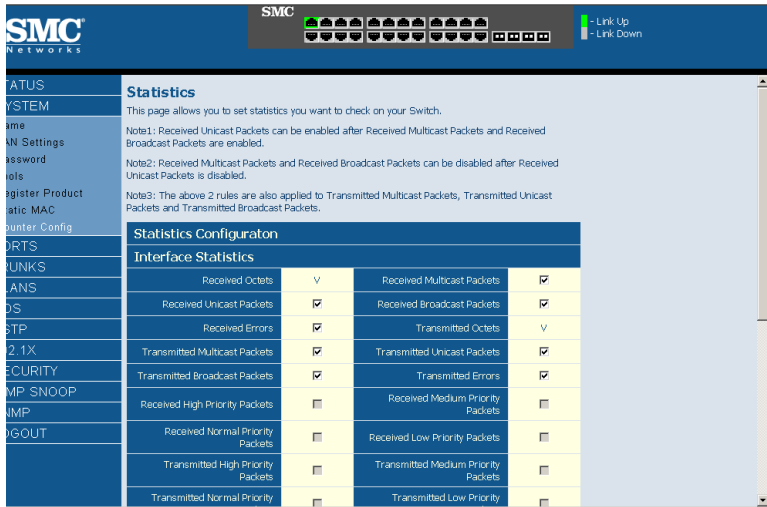 SMC
SMC®
Networks
- Link Up
- Link Down
ATUS
YSTEM
ame
AN Settings
assword
ools
egister Product
tatic MAC
ounter Config
ORTS
RUNKS
LANS
OS
STP
02.1X
ECURITY
MP SNOOP
NMP
OGOUT
Statistics
This page allows you to set statistics you want to check on your Switch.
Note1: Received Unicast Packets can be enabled after Received Multicast Packets and Received
Broadcast Packets are enabled.
Note2: Received Multicast Packets and Received Broadcast Packets can be disabled after Received
Unicast Packets is disabled.
Note3: The above 2 rules are also applied to Transmitted Multicast Packets, Transmitted Unicast
Packets and Transmitted Broadcast Packets.
Statistics Configuraton
Interface Statistics
Received Octets V Received Multicast Packets
Received Unicast Packets Received Broadcast Packets
Received Errors Transmitted Octets V
Transmitted Multicast Packets Transmitted Unicast Packets
Transmitted Broadcast Packets Transmitted Errors
Received High Priority Packets Received Medium Priority
Packets
Received Normal Priority
Packets Received Low Priority Packets
Transmitted High Priority
Packets Transmitted Medium Priority
Packets
Transmitted Normal Priority Transmitted Low Priority